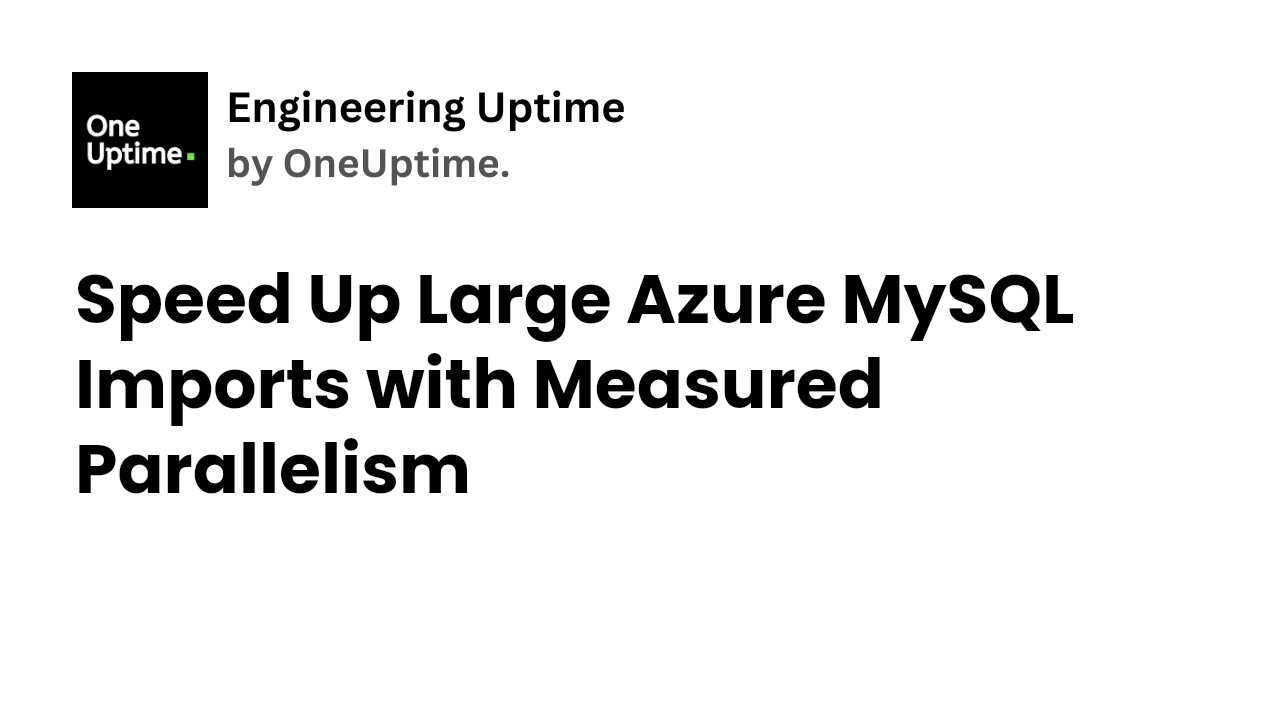 One
Uptime
Engineering Uptime
by OneUptime.
Speed Up Large Azure MySQL
Imports with Measured
Parallelism